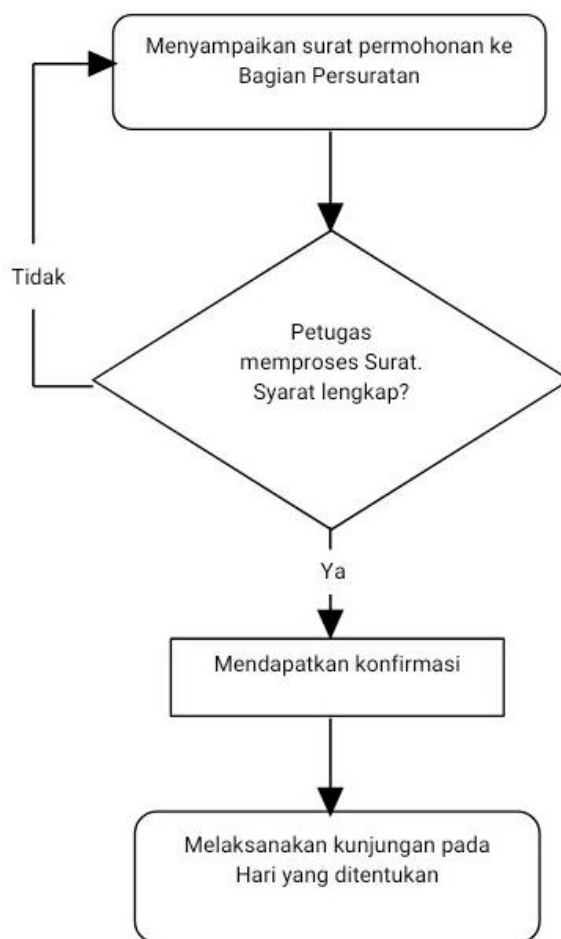 Menyampaikan surat permohonan ke
Bagian Persuratan
Tidak
Petugas
memproses Surat.
Syarat lengkap?
Ya
Mendapatkan konfirmasi
Melaksanakan kunjungan pada
Hari yang ditentukan